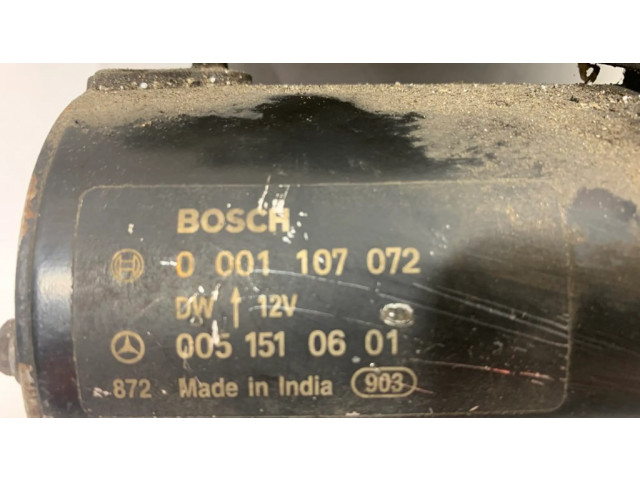 BOSCH
0 001 107 072
DW ↑ 12V
005 151 06 01
872 Made in India 903